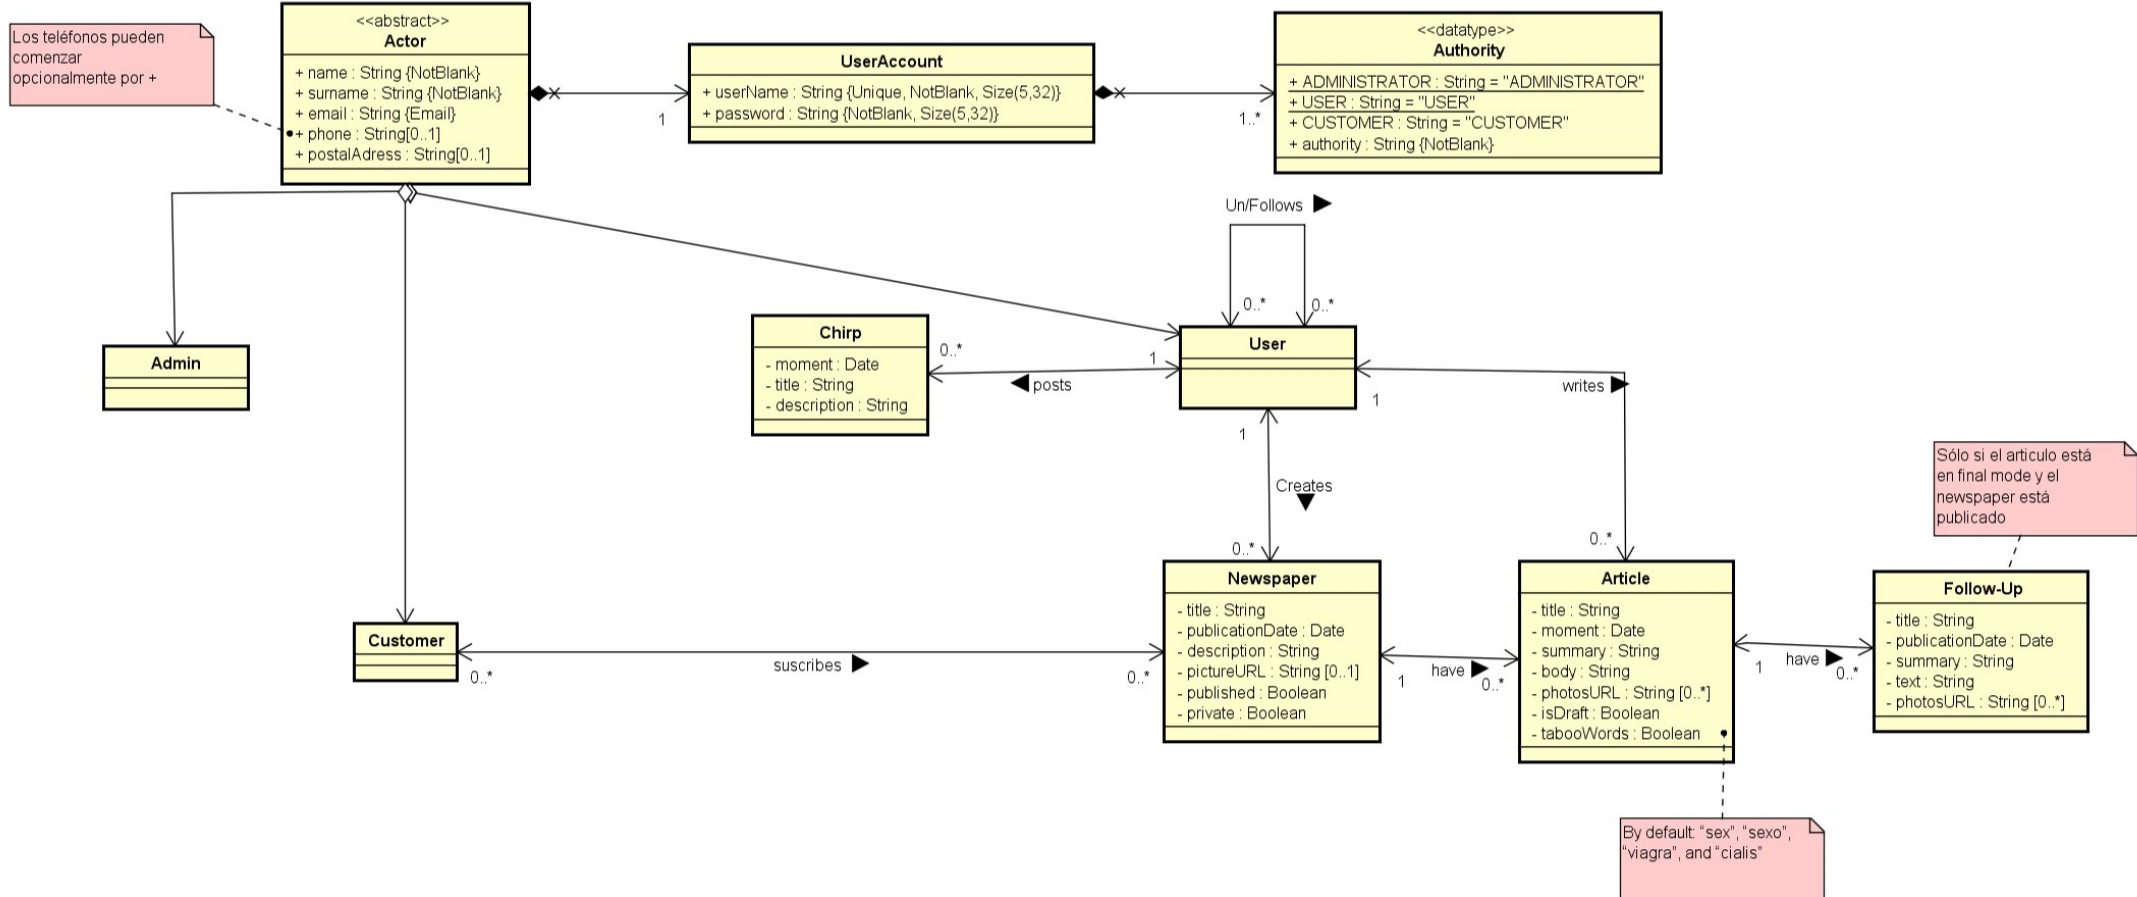 Los teléfonos pueden
comenzar
opcionalmente por +
<<abstract>>
Actor
+ name : String {NotBlank}
+ surname : String {NotBlank}
+ email : String {Email}
+ phone : String[0..1]
+ postalAdress : String[0..1]
1
UserAccount
+ userName : String {Unique, NotBlank, Size(5,32)}
+ password : String {NotBlank, Size(5,32)}
1..*
<<datatype>>
Authority
+ ADMINISTRATOR : String = "ADMINISTRATOR"
+ USER : String = "USER"
+ CUSTOMER : String = "CUSTOMER"
+ authority : String {NotBlank}
Un/Follows
0..*
0..*
Admin
Chirp
- moment : Date
- title : String
- description : String
0..*
posts
1
User
writes
1
1
Creates
0..*
0..*
Sólo si el articulo está
en final mode y el
newspaper está
publicado
Customer
0..*
suscribes
0..*
Newspaper
- title : String
- publicationDate : Date
- description : String
- pictureURL : String [0..1]
- published : Boolean
- private : Boolean
1
have
0..*
Article
- title : String
- moment : Date
- summary : String
- body : String
- photosURL : String [0..*]
- isDraft : Boolean
- tabooWords : Boolean
1
have
0..*
Follow-Up
- title : String
- publicationDate : Date
- summary : String
- text : String
- photosURL : String [0..*]
By default: “sex”, “sexo”,
“viagra”, and “cialis”